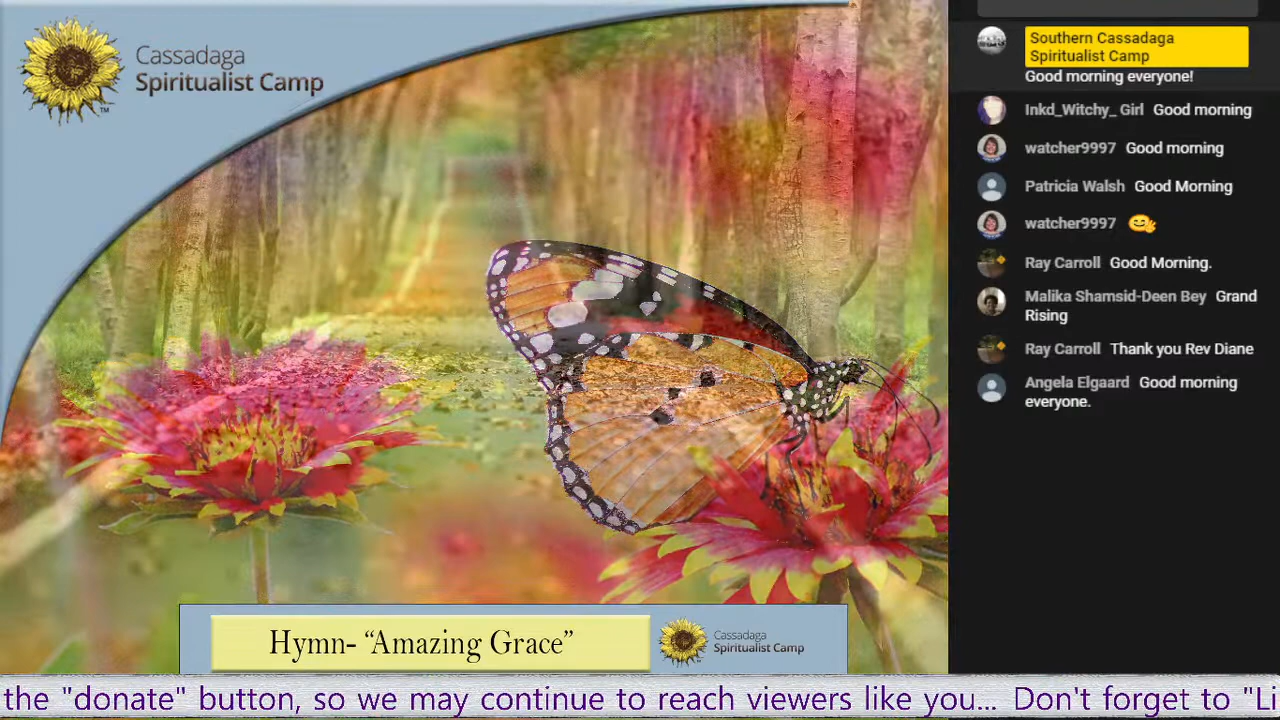 Cassadaga
Spiritualist Camp
™
Southern Cassadaga
Spiritualist Camp
Good morning everyone!
Inkd_Witchy_ Girl Good morning
watcher9997 Good morning
Patricia Walsh Good Morning
watcher9997
Ray Carroll Good Morning.
Malika Shamsid-Deen Bey Grand
Rising
Ray Carroll Thank you Rev Diane
Angela Elgaard Good morning
everyone.
Hymn- “Amazing Grace”
Cassadaga
Spiritualist Camp
the "donate" button, so we may continue to reach viewers like you... Don't forget to "Li